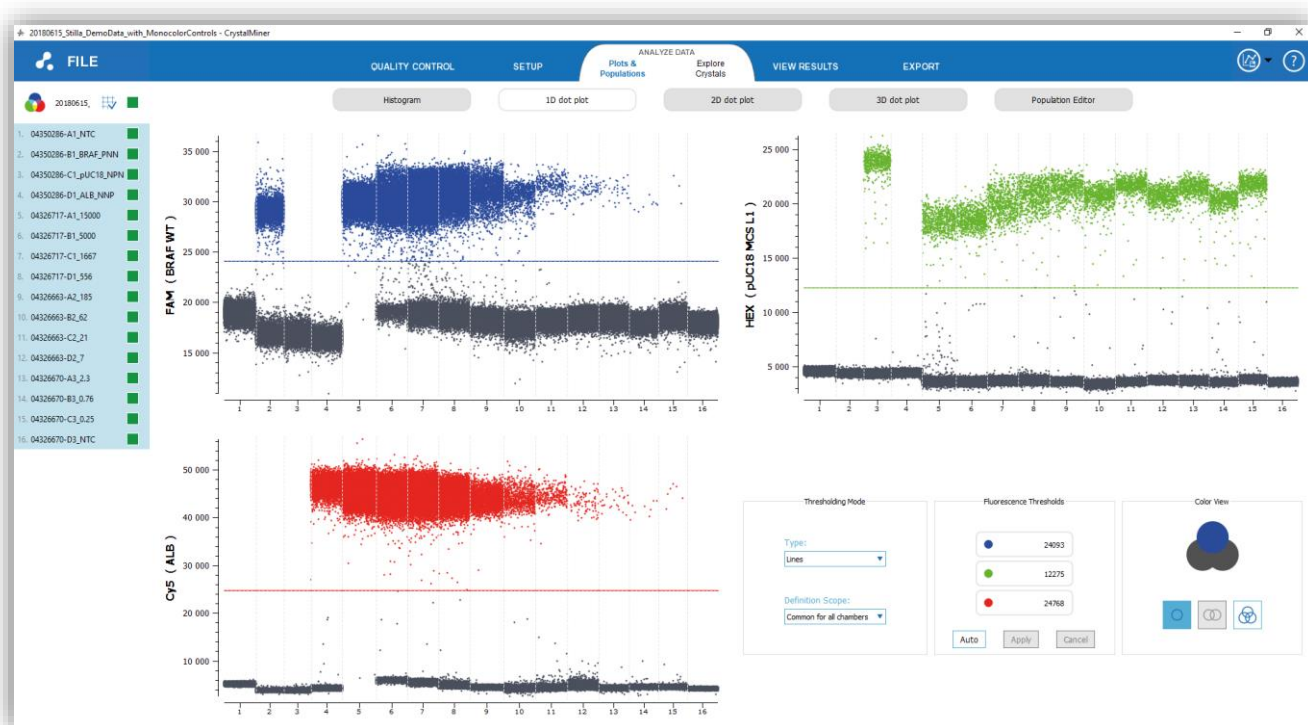 20180615_Stilla_DemoData_with_MonocolorControls - CrystalMiner
FILE
QUALITY CONTROL
SETUP
ANALYZE DATA
Plots & Populations
Explore Crystals
VIEW RESULTS
EXPORT
20180615_
Histogram
1D dot plot
2D dot plot
3D dot plot
Population Editor
1. 04350286-A1_NTC
2. 04350286-B1_BRAF_PNN
3. 04350286-C1_pUC18_NPN
4. 04350286-D1_ALB_NNP
5. 04326717-A1_15000
6. 04326717-B1_5000
7. 04326717-C1_1667
8. 04326717-D1_556
9. 04326663-A2_185
10. 04326663-B2_62
11. 04326663-C2_21
12. 04326663-D2_7
13. 04326670-A3_2.3
14. 04326670-B3_0.76
15. 04326670-C3_0.25
16. 04326670-D3_NTC
FAM ( BRAF WT)
35 000
30 000
25 000
20 000
15 000
1 2 3 4 5 6 7 8 9 10 11 12 13 14 15 16
HEX ( pUC18 MCS L1 )
25 000
20 000
15 000
10 000
5 000
1 2 3 4 5 6 7 8 9 10 11 12 13 14 15 16
Cy5 ( ALB )
50 000
40 000
30 000
20 000
10 000
1 2 3 4 5 6 7 8 9 10 11 12 13 14 15 16
Thresholding Mode
Type:
Lines
Definition Scope:
Common for all chambers
Fluorescence Thresholds
24093
12275
24768
Auto
Apply
Cancel
Color View